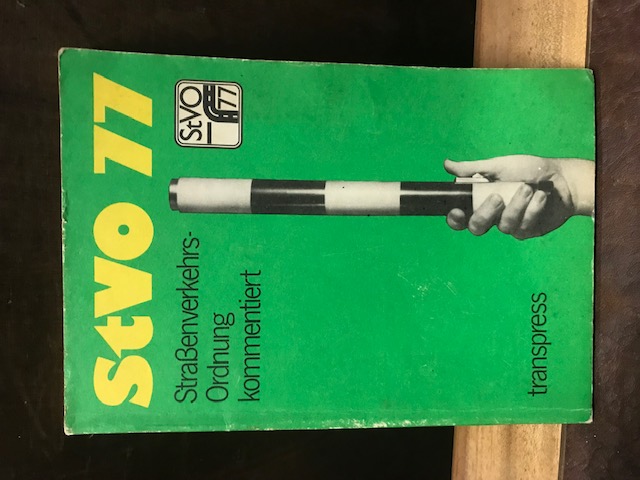 StVO 77
StVO
77
Straßenverkehrs-
Ordnung
kommentiert
transpress